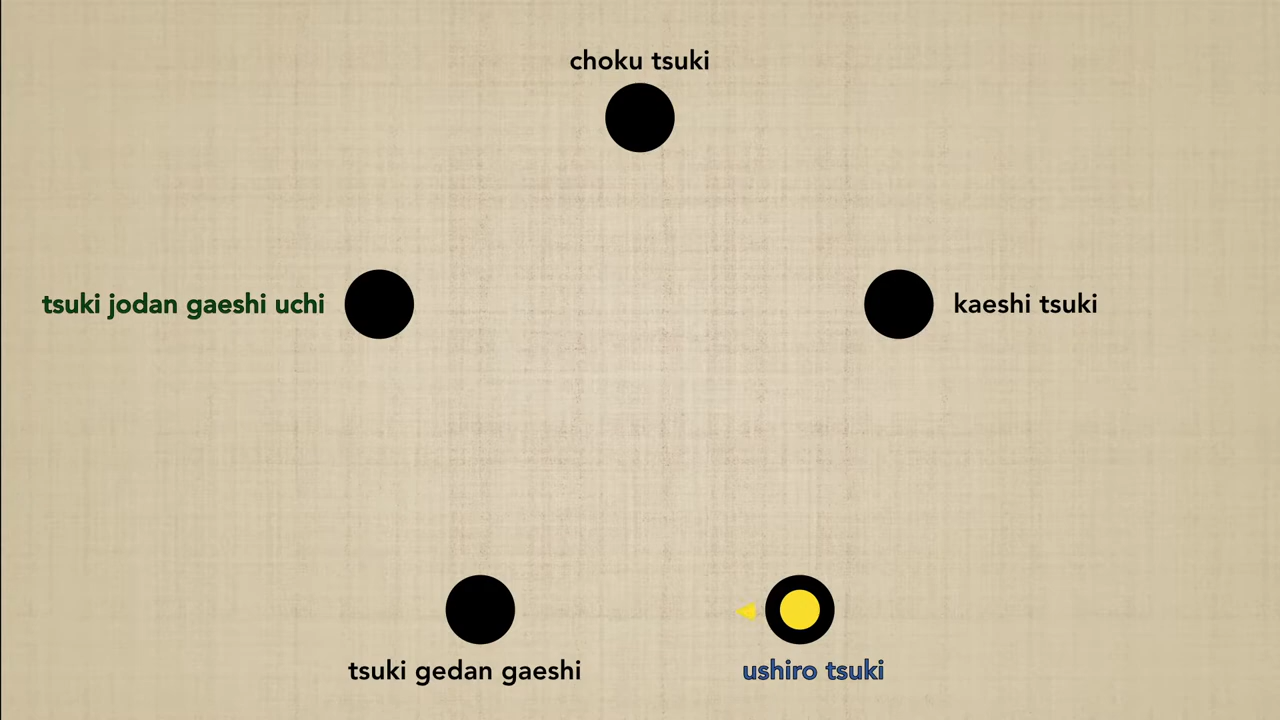 choku tsuki
tsuki jodan gaeshi uchi
kaeshi tsuki
tsuki gedan gaeshi
ushiro tsuki